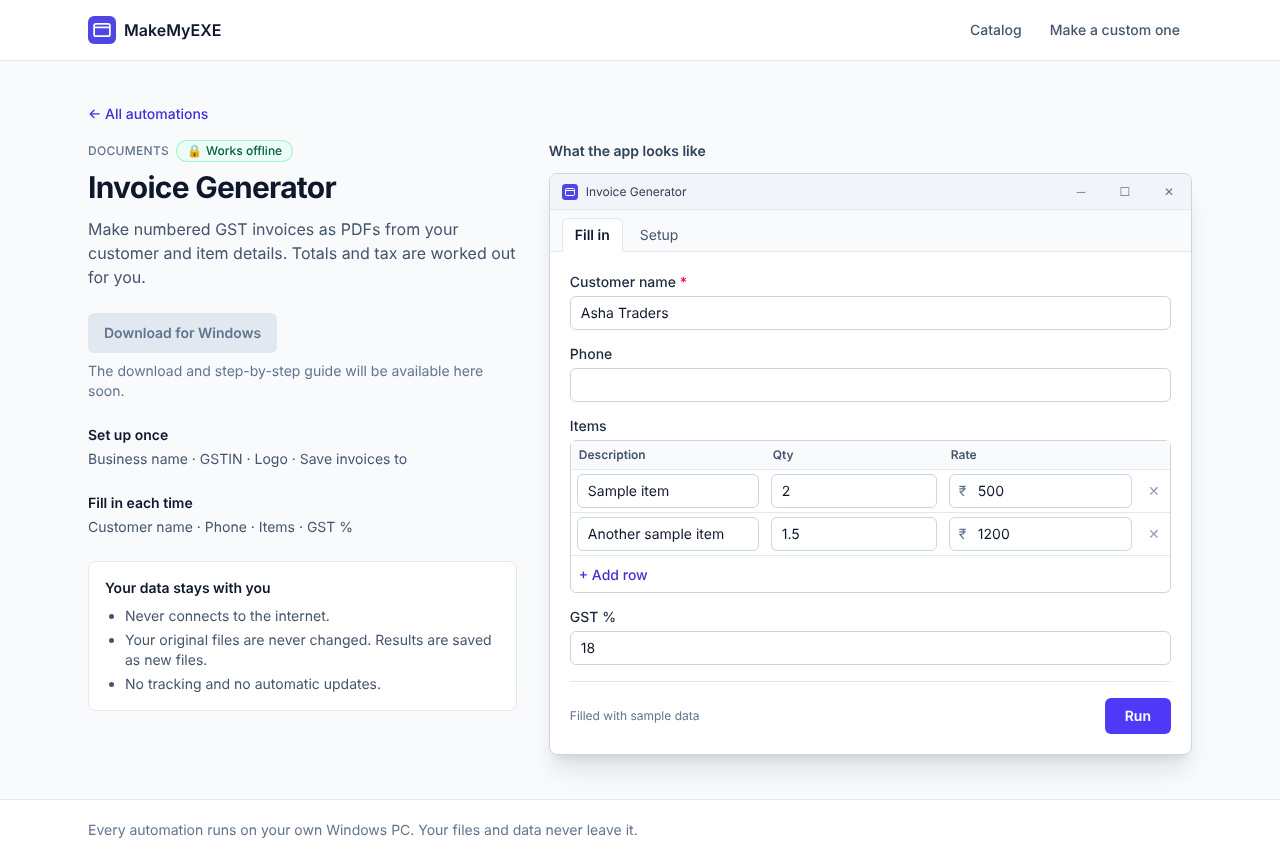 MakeMyEXE
Catalog
Make a custom one
← All automations
DOCUMENTS
🔒 Works offline
Invoice Generator
Make numbered GST invoices as PDFs from your
customer and item details. Totals and tax are worked out
for you.
Download for Windows
The download and step-by-step guide will be available here
soon.
Set up once
Business name · GSTIN · Logo · Save invoices to
Fill in each time
Customer name · Phone · Items · GST %
Your data stays with you
• Never connects to the internet.
• Your original files are never changed. Results are saved
as new files.
• No tracking and no automatic updates.
What the app looks like
Invoice Generator
Fill in
Setup
Customer name *
Asha Traders
Phone
Items
Description Qty Rate
Sample item 2 ₹ 500 ✕
Another sample item 1.5 ₹ 1200 ✕
+ Add row
GST %
18
Filled with sample data
Run
Every automation runs on your own Windows PC. Your files and data never leave it.